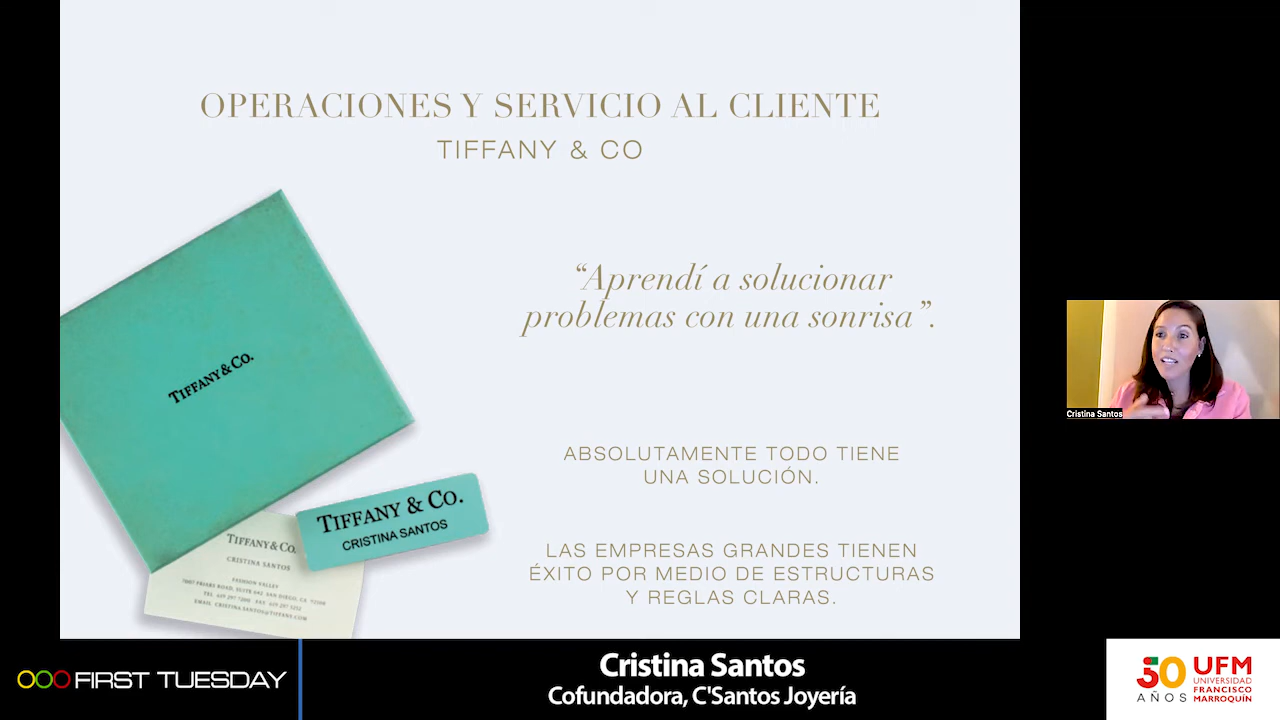 OPERACIONES Y SERVICIO AL CLIENTE
TIFFANY & CO
TIFFANY & CO.
“Aprendí a solucionar
problemas con una sonrisa”.
ABSOLUTAMENTE TODO TIENE
UNA SOLUCIÓN.
LAS EMPRESAS GRANDES TIENEN
ÉXITO POR MEDIO DE ESTRUCTURAS
Y REGLAS CLARAS.
TIFFANY & CO.
CRISTINA SANTOS
TIFFANY & CO.
CRISTINA SANTOS
FASHION VALLEY
Cristina Santos
FIRST TUESDAY
Cristina Santos
Cofundadora, C'Santos Joyería
50 AÑOS
UFM
UNIVERSIDAD
FRANCISCO
MARROQUÍN